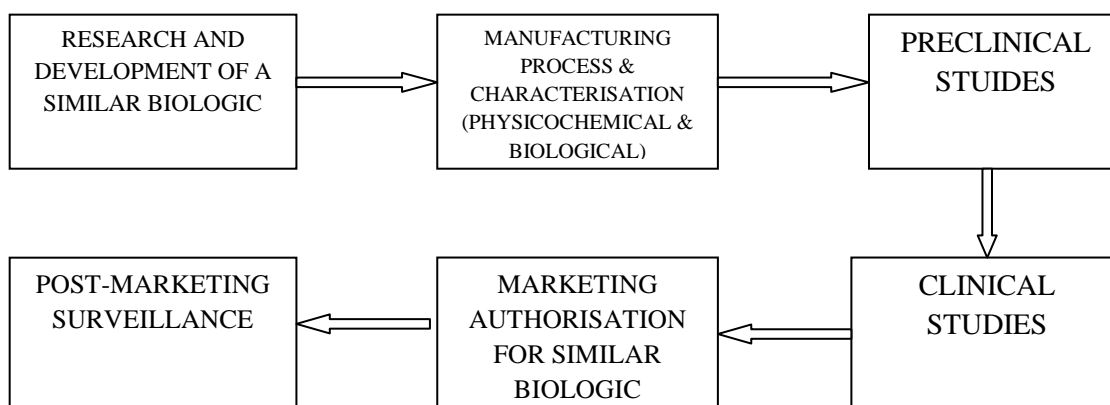 RESEARCH AND
DEVELOPMENT OF A
SIMILAR BIOLOGIC
MANUFACTURING
PROCESS &
CHARACTERISATION
(PHYSICOCHEMICAL &
BIOLOGICAL)
PRECLINICAL
STUIDES
CLINICAL
STUDIES
MARKETING
AUTHORISATION
FOR SIMILAR
BIOLOGIC
POST-MARKETING
SURVEILLANCE